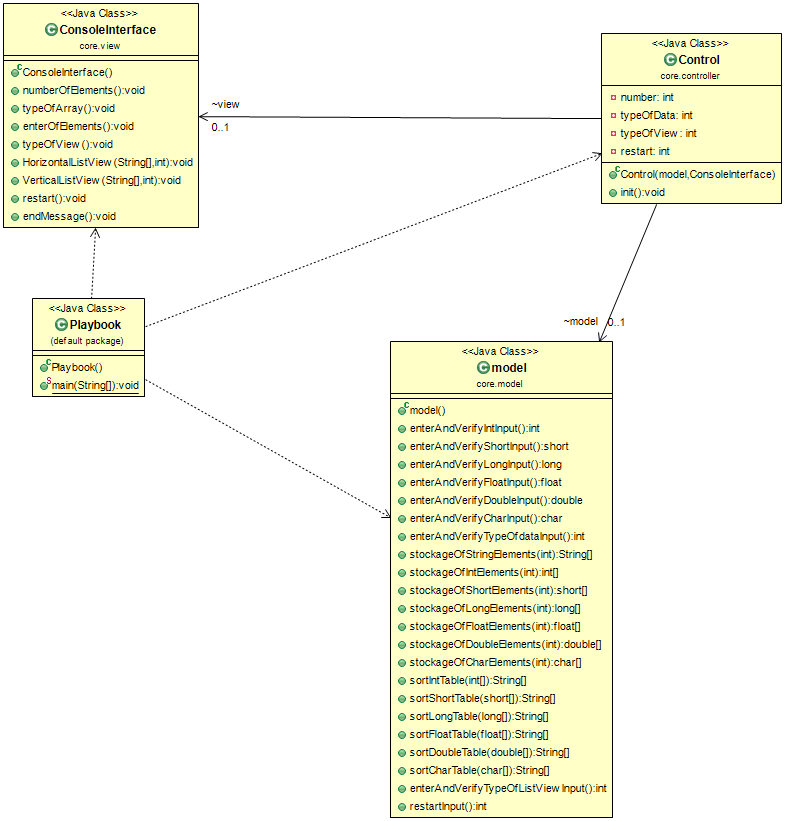 <<Java Class>>
ConsoleInterface
core.view
ConsoleInterface()
numberOfElements():void
typeOfArray():void
enterOfElements():void
typeOfView():void
HorizontalListView(String[],int):void
VerticalListView(String[],int):void
restart():void
endMessage():void
<<Java Class>>
Control
core.controller
number: int
typeOfData: int
typeOfView: int
restart: int
Control(model,ConsoleInterface)
init():void
~view
0..1
<<Java Class>>
Playbook
(default package)
Playbook()
main(String[]):void
~model
0..1
<<Java Class>>
model
core.model
model()
enterAndVerifyIntInput():int
enterAndVerifyShortInput():short
enterAndVerifyLongInput():long
enterAndVerifyFloatInput():float
enterAndVerifyDoubleInput():double
enterAndVerifyCharInput():char
enterAndVerifyTypeOfdataInput():int
stockageOfStringElements(int):String[]
stockageOfIntElements(int):int[]
stockageOfShortElements(int):short[]
stockageOfLongElements(int):long[]
stockageOfFloatElements(int):float[]
stockageOfDoubleElements(int):double[]
stockageOfCharElements(int):char[]
sortIntTable(int[]):String[]
sortShortTable(short[]):String[]
sortLongTable(long[]):String[]
sortFloatTable(float[]):String[]
sortDoubleTable(double[]):String[]
sortCharTable(char[]):String[]
enterAndVerifyTypeOfListViewInput():int
restartInput():int